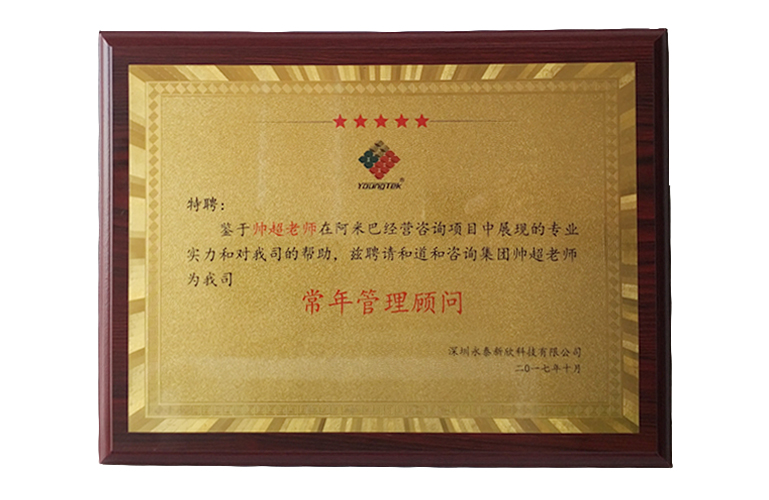 YOUNGTEK®
特聘：
鉴于帅超老师在阿米巴经营咨询项目中展现的专业
实力和对我司的帮助，兹聘请和道和咨询集团帅超老师
为我司
常年管理顾问
深圳永泰新欣科技有限公司
二〇一七年十月